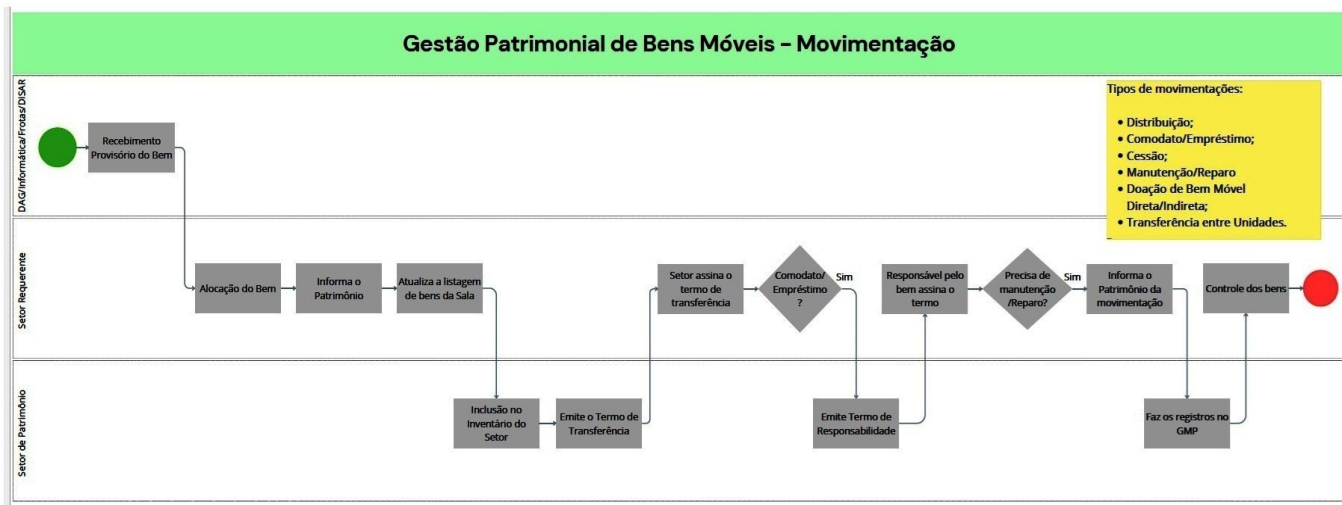 Gestão Patrimonial de Bens Móveis – Movimentação
DAG/Informática/Frotas/DISAR
Recebimento
Provisório do Bem
Tipos de movimentações:
• Distribuição;
• Comodato/Empréstimo;
• Cessão;
• Manutenção/Reparo
• Doação de Bem Móvel
Direta/Indireta;
• Transferência entre Unidades.
Setor Requerente
Alocação do Bem
Informa o
Patrimônio
Atualiza a listagem
de bens da Sala
Setor assina o
termo de
transferência
Comodato/
Empréstimo
?
Sim
Responsável pelo
bem assina o
termo
Precisa de
manutenção
/Reparo?
Sim
Informa o
Patrimônio da
movimentação
Controle dos bens
Setor de Patrimônio
Inclusão no
Inventário do
Setor
Emite o Termo de
Transferência
Emite Termo de
Responsabilidade
Faz os registros no
GMP